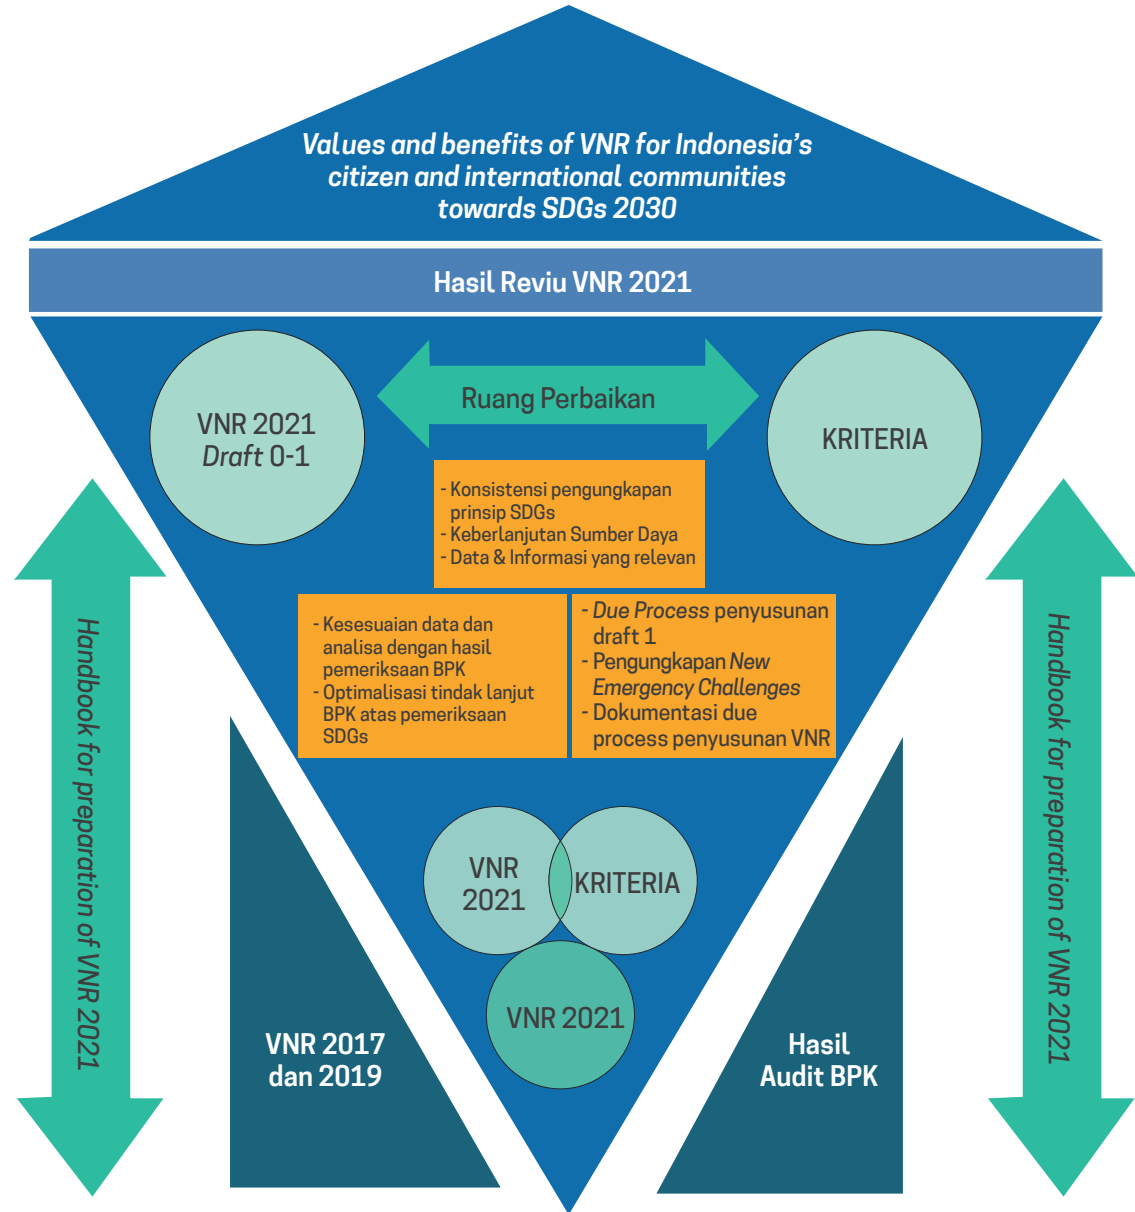 Values and benefits of VNR for Indonesia's
citizen and international communities
towards SDGs 2030
Hasil Reviu VNR 2021
VNR 2021
Draft 0-1
Ruang Perbaikan
KRITERIA
- Konsistensi pengungkapan
prinsip SDGs
- Keberlanjutan Sumber Daya
- Data & Informasi yang relevan
- Kesesuaian data dan
analisa dengan hasil
pemeriksaan BPK
- Optimalisasi tindak lanjut
BPK atas pemeriksaan
SDGs
- Due Process penyusunan
draft 1
- Pengungkapan New
Emergency Challenges
- Dokumentasi due
process penyusunan VNR
Handbook for preparation of VNR 2021
Handbook for preparation of VNR 2021
VNR
2021
KRITERIA
VNR 2021
VNR 2017
dan 2019
Hasil
Audit BPK